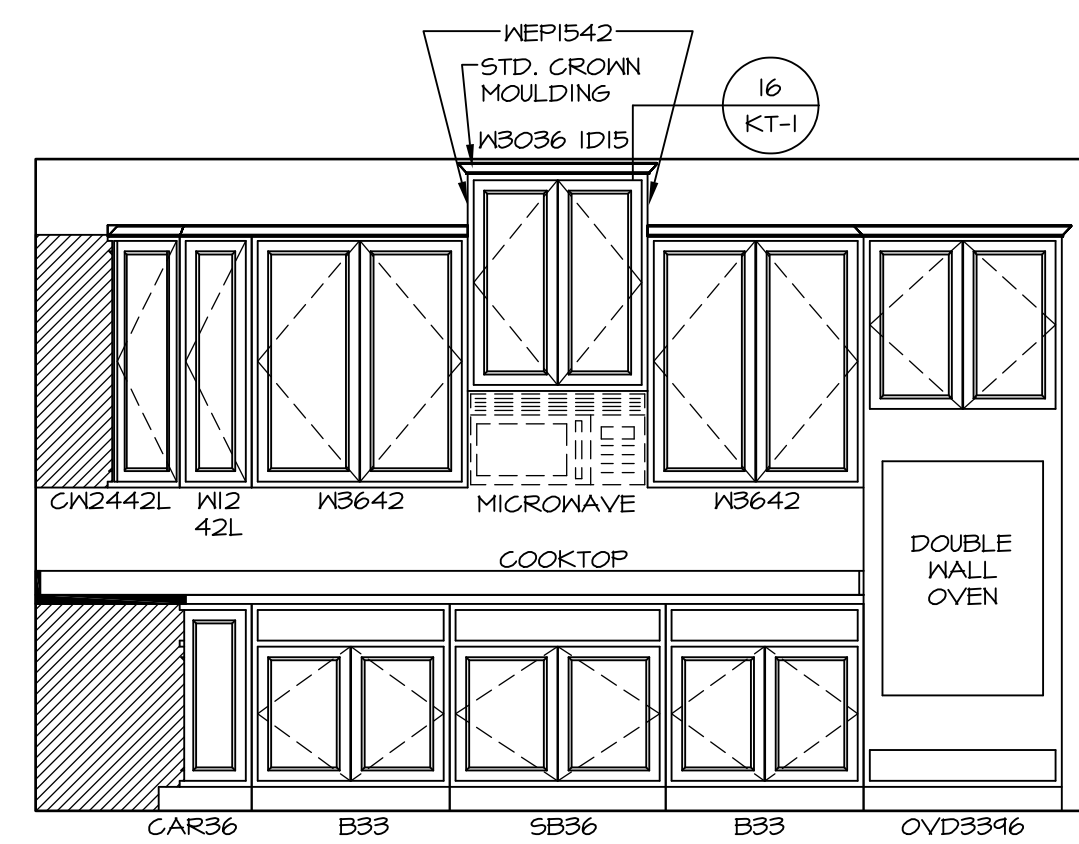 WEP1542
STD. CROWN
MOULDING
16
KT-1
W3036 1D15
CW2442L
W12
42L
W3642
MICROWAVE
W3642
COOKTOP
DOUBLE
WALL
OVEN
CAR36
B33
SB36
B33
OVD3396